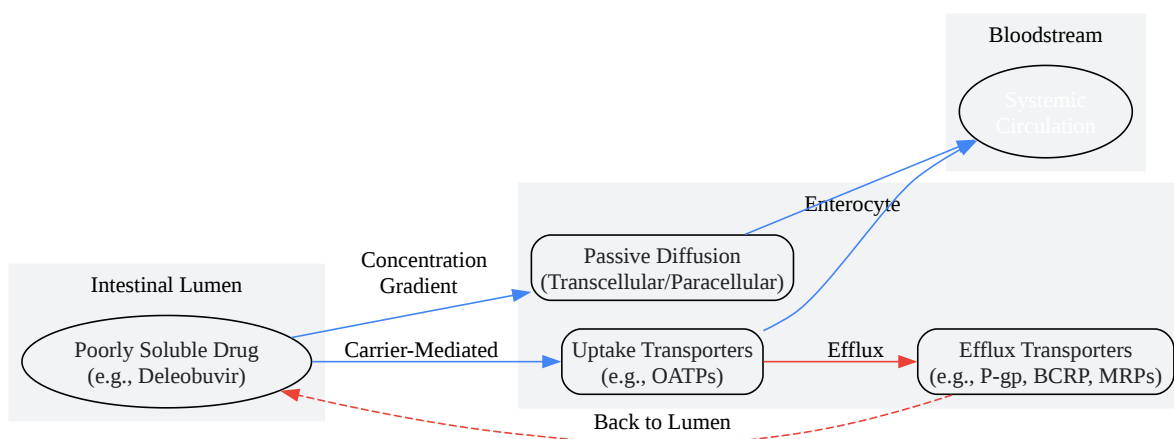 Bloodstream
Systemic
Circulation
Enterocyte
Concentration
Gradient
Passive Diffusion
(Transcellular/Paracellular)
Intestinal Lumen
Poorly Soluble Drug
(e.g., Deleobuvir)
Carrier-Mediated
Uptake Transporters
(e.g., OATPs)
Efflux
Efflux Transporters
(e.g., P-gp, BCRP, MRPs)
Back to Lumen